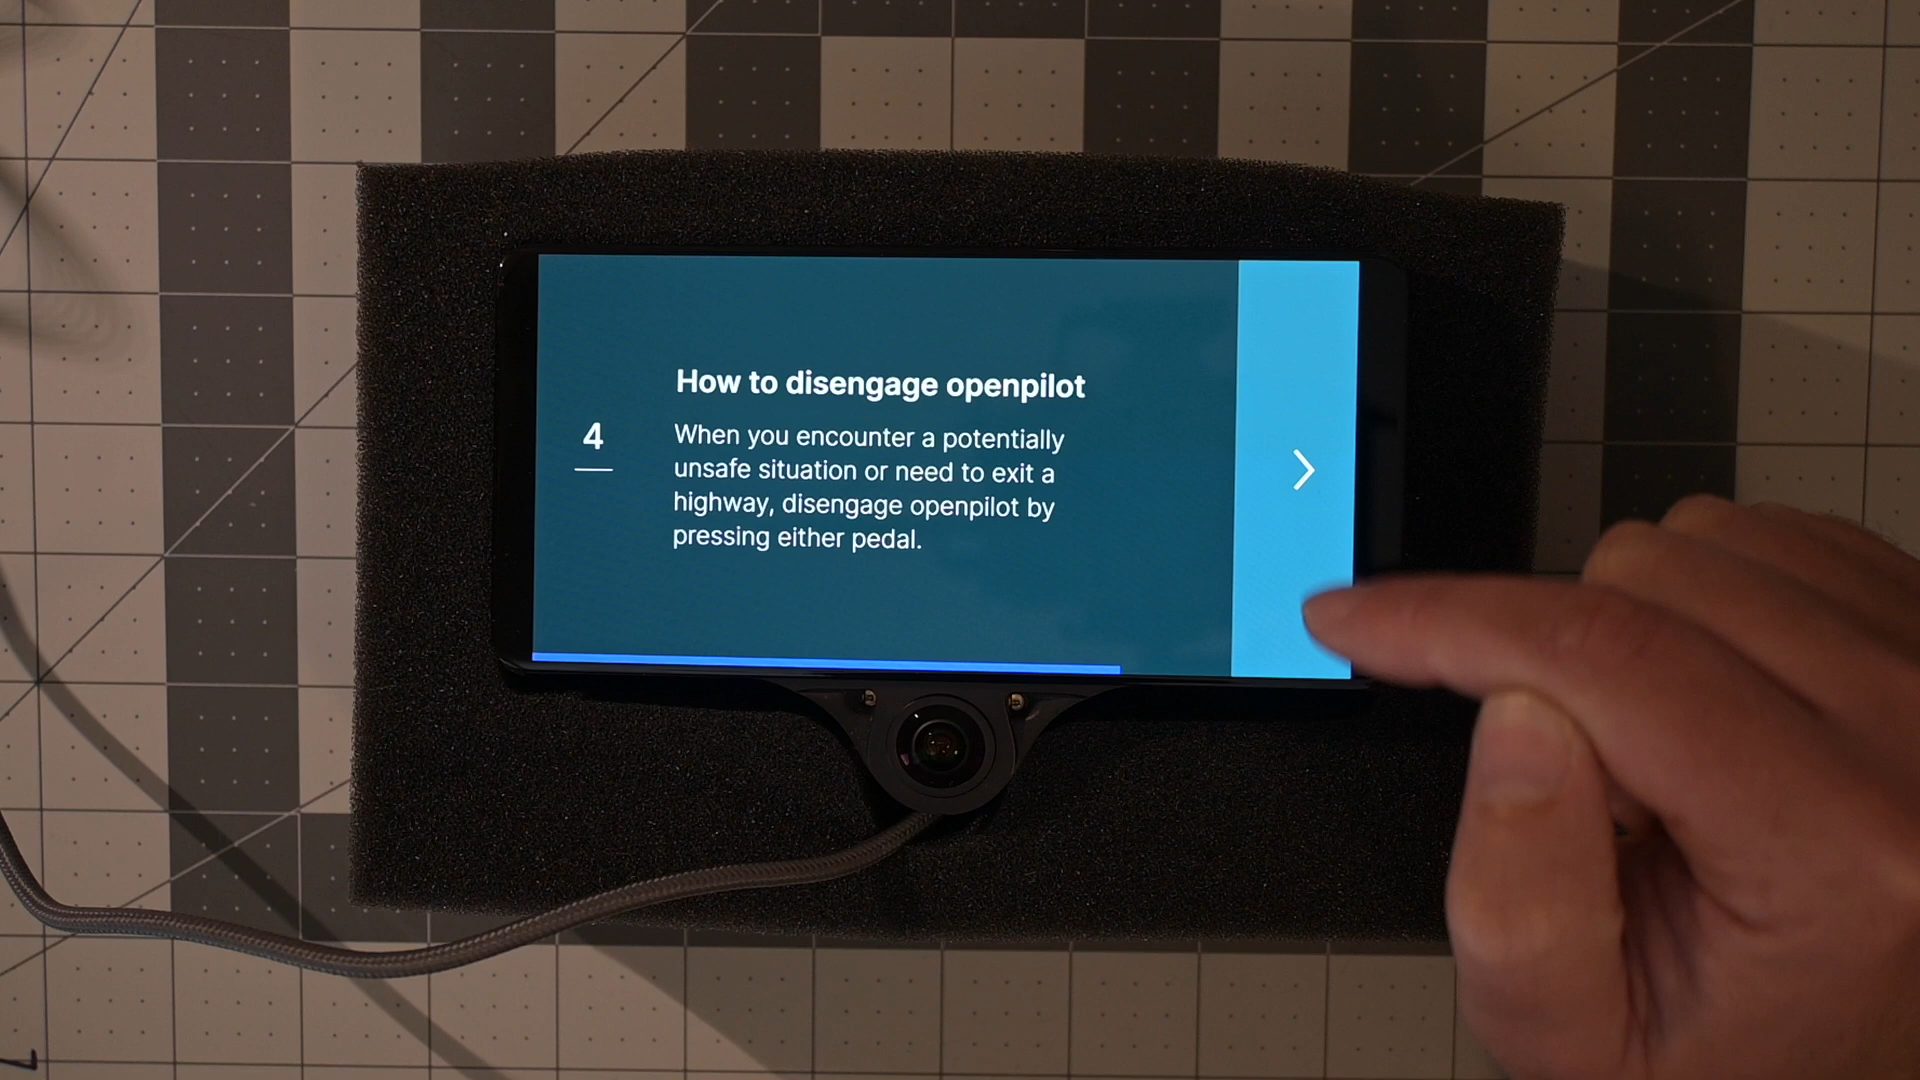 How to disengage openpilot
4
When you encounter a potentially
unsafe situation or need to exit a
highway, disengage openpilot by
pressing either pedal.